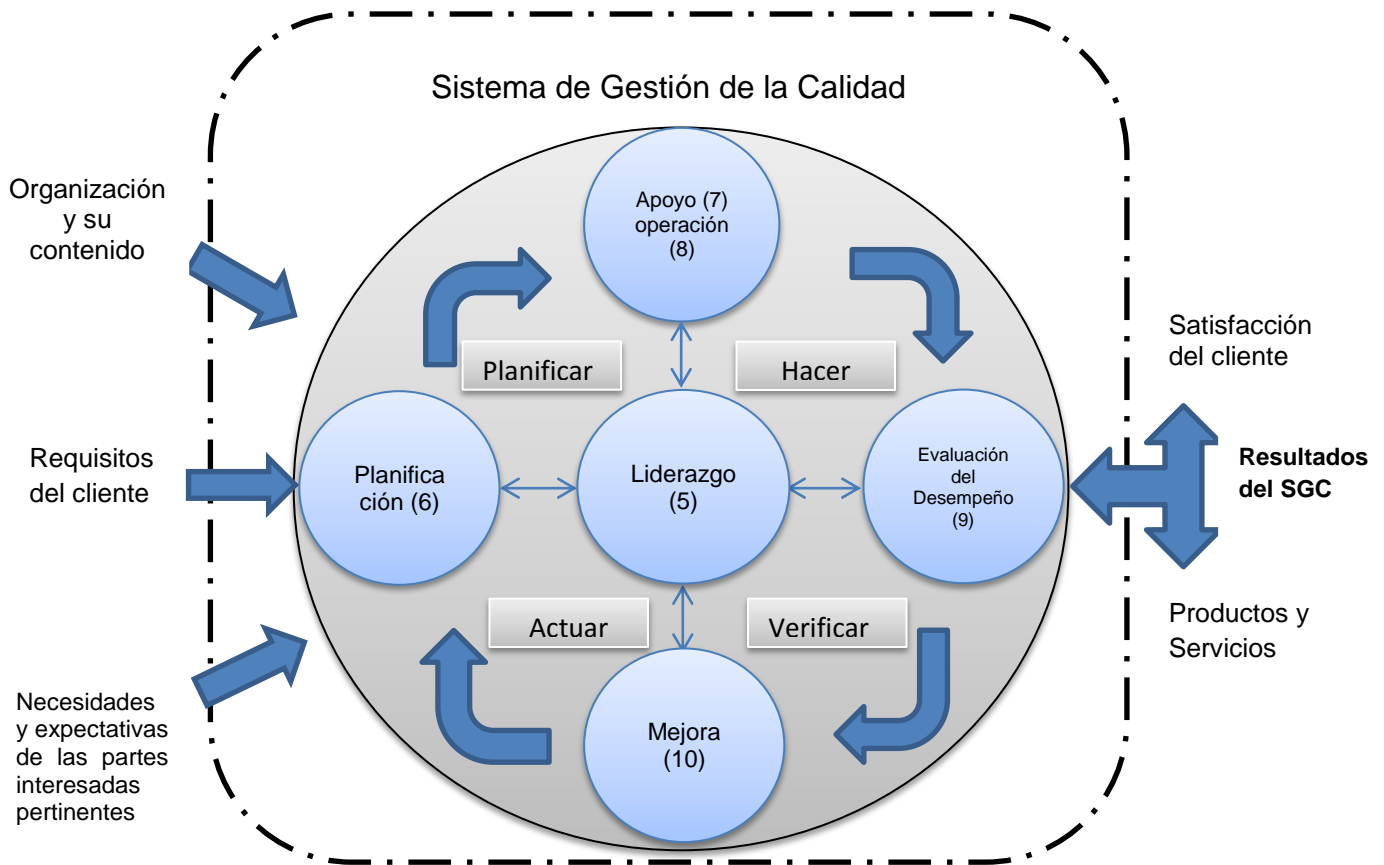 Sistema de Gestión de la Calidad
Organización
y su
contenido
Apoyo (7)
operación
(8)
Satisfacción
del cliente
Planificar
Hacer
Requisitos
del cliente
Planifica
ción (6)
Liderazgo
(5)
Evaluación
del
Desempeño
(9)
Resultados
del SGC
Actuar
Verificar
Productos y
Servicios
Necesidades
y expectativas
de las partes
interesadas
pertinentes
Mejora
(10)